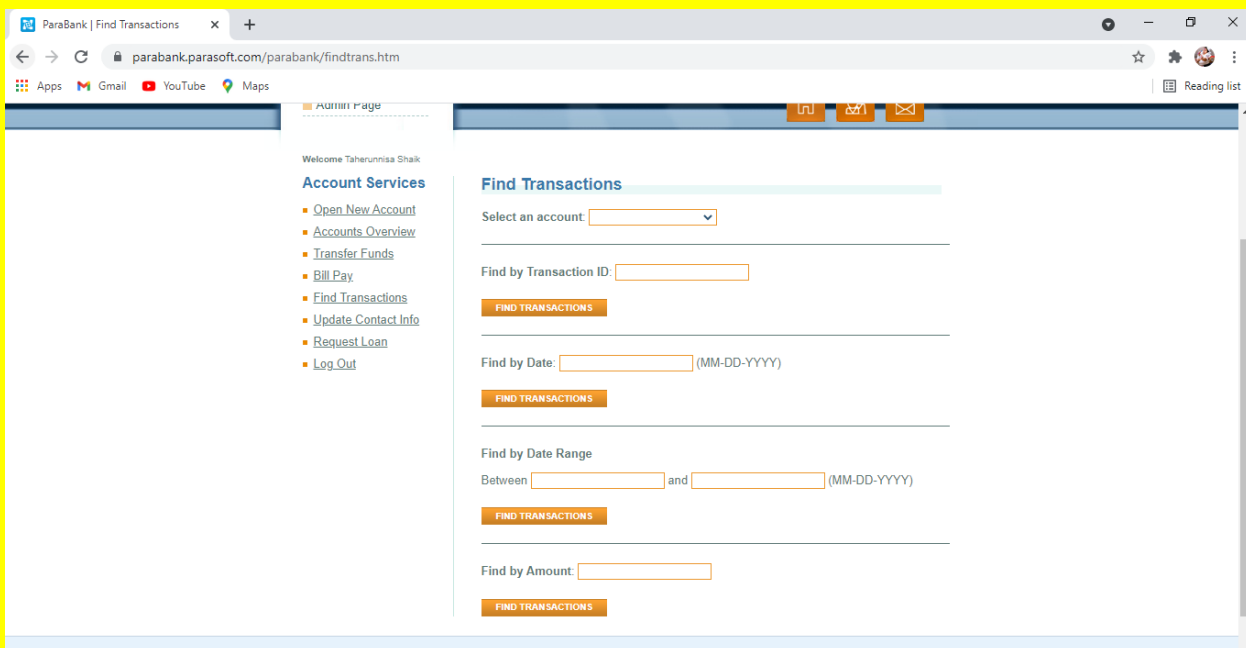 ParaBank | Find Transactions
parabank.parasoft.com/parabank/findtrans.htm
Apps Gmail YouTube Maps Reading list
Admin Page
Welcome Taherunnisa Shaik
Account Services
Open New Account
Accounts Overview
Transfer Funds
Bill Pay
Find Transactions
Update Contact Info
Request Loan
Log Out
Find Transactions
Select an account:
Find by Transaction ID:
FIND TRANSACTIONS
Find by Date: (MM-DD-YYYY)
FIND TRANSACTIONS
Find by Date Range
Between and (MM-DD-YYYY)
FIND TRANSACTIONS
Find by Amount:
FIND TRANSACTIONS